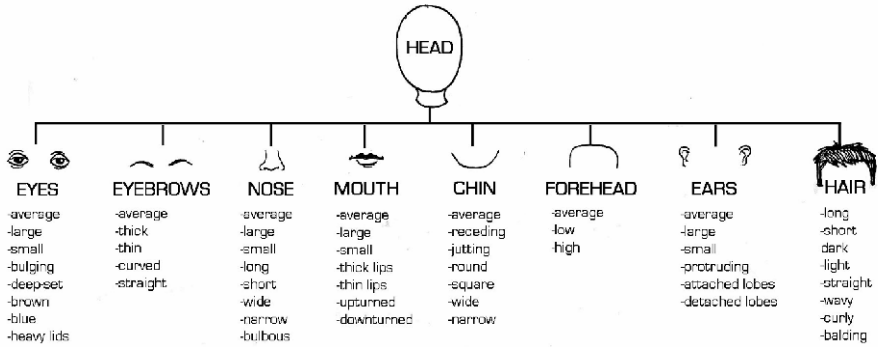 HEAD
EYES
-average
-large
-small
-bulging
-deep-set
-brown
-blue
-heavy lids
EYEBROWS
-average
-thick
-thin
-curved
-straight
NOSE
-average
-large
-small
-long
-short
-wide
-narrow
-bulbous
MOUTH
-average
-large
-small
-thick lips
-thin lips
-upturned
-downturned
CHIN
-average
-receding
-jutting
-round
-square
-wide
-narrow
FOREHEAD
-average
-low
-high
EARS
-average
-large
-small
-protruding
-attached lobes
-detached lobes
HAIR
-long
-short
dark
-light
-straight
-wavy
-curly
-balding